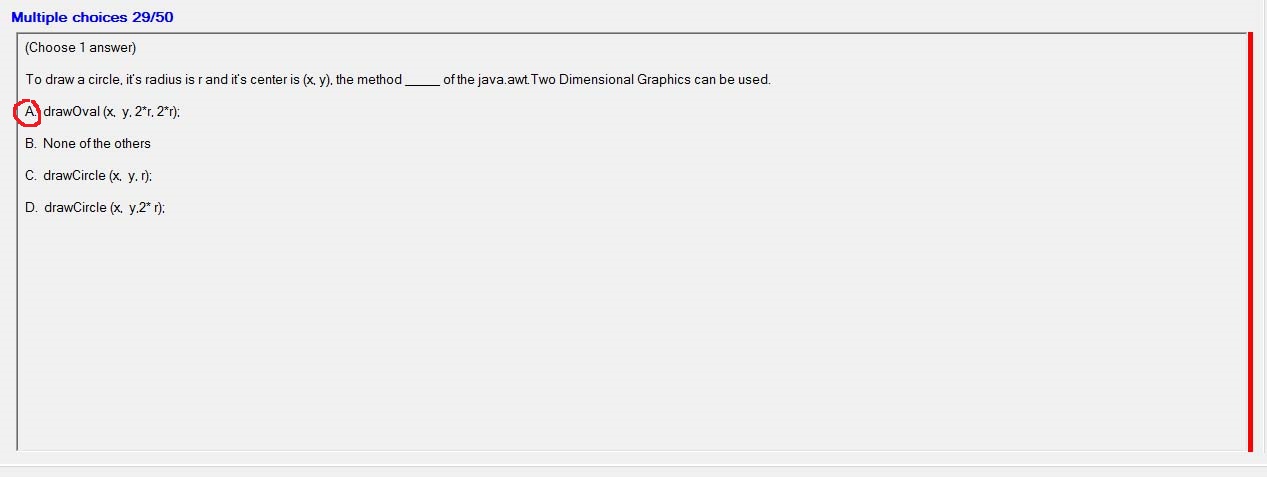 Multiple choices 29/50
(Choose 1 answer)
To draw a circle, it's radius is r and it's center is (x, y), the method _____ of the java.awt.Two Dimensional Graphics can be used.
A. drawOval (x, y, 2*r, 2*r);
B. None of the others
C. drawCircle (x, y, r);
D. drawCircle (x, y,2* r);